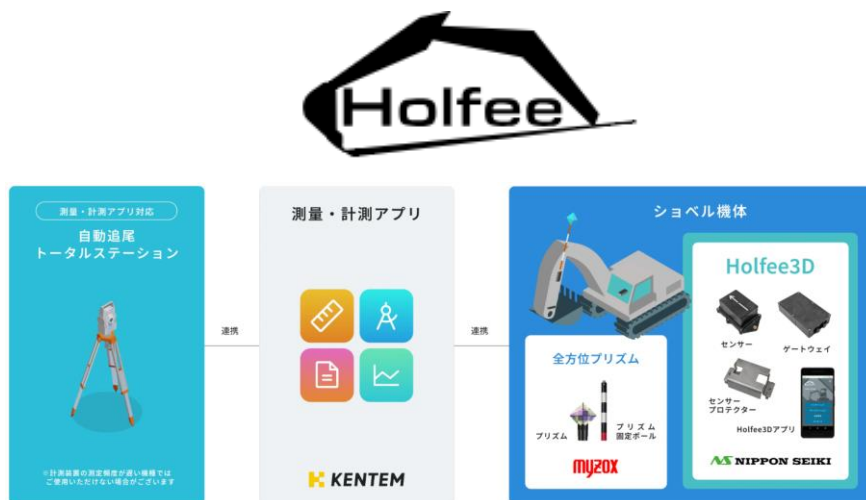 Holfee
測量・計測アプリ対応
自動追尾
トータルステーション
※計測装置の測定頻度が遅い機種では
ご使用いただけない場合がございます
連携
測量・計測アプリ
KENTEM
連携
ショベル機体
全方位プリズム
プリズム
プリズム
固定ポール
myzox
Holfee3D
センサー
ゲートウェイ
センサー
プロテクター
Holfee3Dアプリ
NIPPON SEIKI